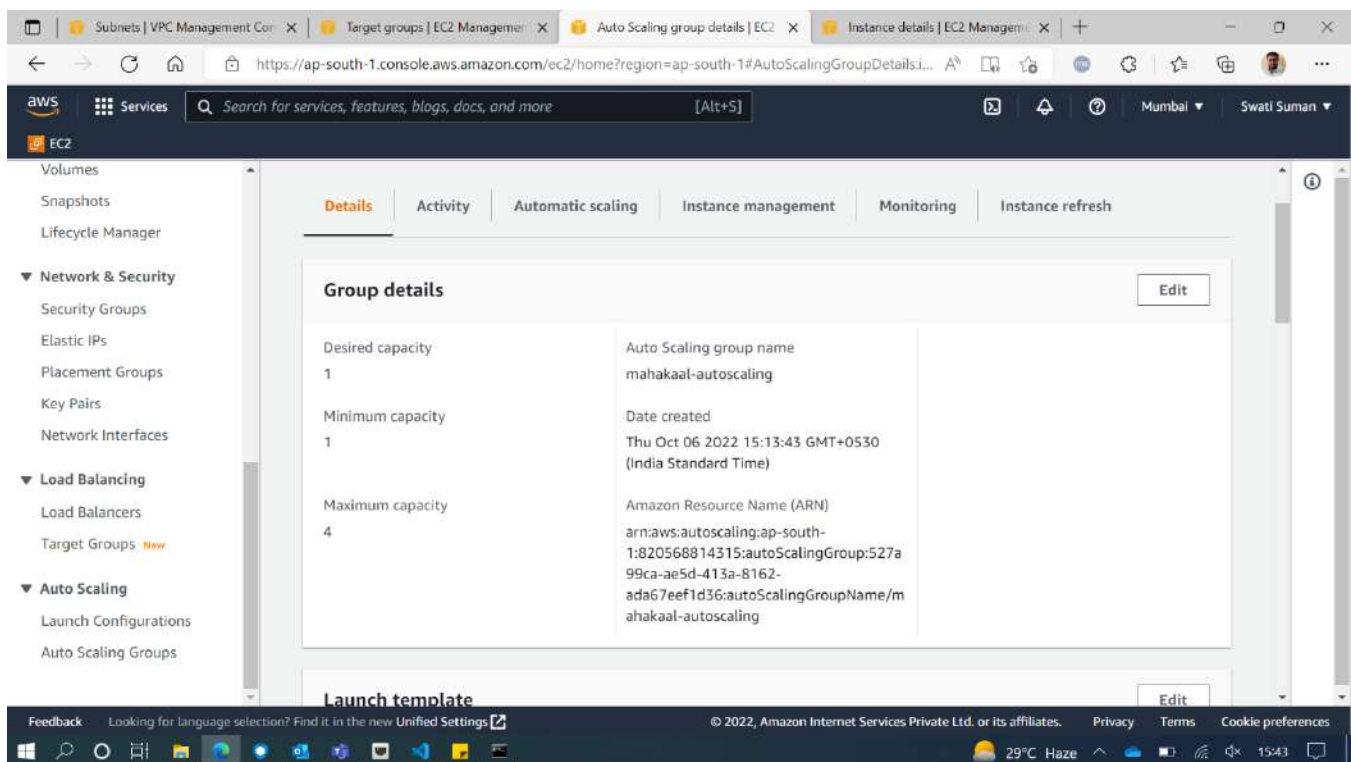 Subnets | VPC Management Con
Target groups | EC2 Managemen
Auto Scaling group details | EC2
Instance details | EC2 Manageme
https://ap-south-1.console.aws.amazon.com/ec2/home?region=ap-south-1#AutoScalingGroupDetails:i...
aws
Services
Search for services, features, blogs, docs, and more
[Alt+S]
Mumbai
Swati Suman
EC2
Volumes
Snapshots
Lifecycle Manager
Network & Security
Security Groups
Elastic IPs
Placement Groups
Key Pairs
Network Interfaces
Load Balancing
Load Balancers
Target Groups New
Auto Scaling
Launch Configurations
Auto Scaling Groups
Details
Activity
Automatic scaling
Instance management
Monitoring
Instance refresh
Group details
Edit
Desired capacity
1
Minimum capacity
1
Maximum capacity
4
Auto Scaling group name
mahakaal-autoscaling
Date created
Thu Oct 06 2022 15:13:43 GMT+0530
(India Standard Time)
Amazon Resource Name (ARN)
arn:aws:autoscaling:ap-south-
1:820568814315:autoScalingGroup:527a
99ca-ae5d-413a-8162-
ada67eef1d36:autoScalingGroupName/m
ahakaal-autoscaling
Launch template
Edit
Feedback
Looking for language selection? Find it in the new Unified Settings
© 2022, Amazon Internet Services Private Ltd. or its affiliates.
Privacy
Terms
Cookie preferences
29°C Haze
15:43